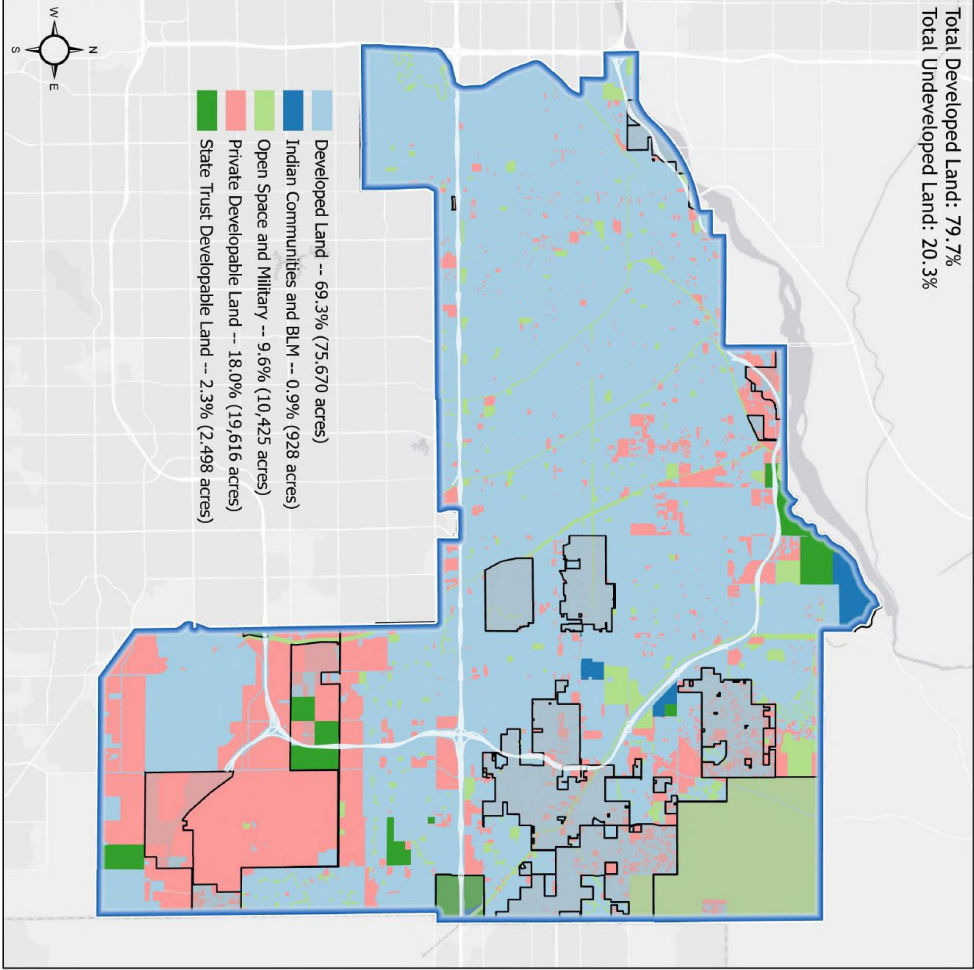 Total Developed Land: 79.7%
Total Undeveloped Land: 20.3%
Developed Land -- 69.3% (75.670 acres)
Indian Communities and BLM -- 0.9% (928 acres)
Open Space and Military -- 9.6% (10,425 acres)
Private Developable Land -- 18.0% (19,616 acres)
State Trust Developable Land -- 2.3% (2.498 acres)
N
W
E
S